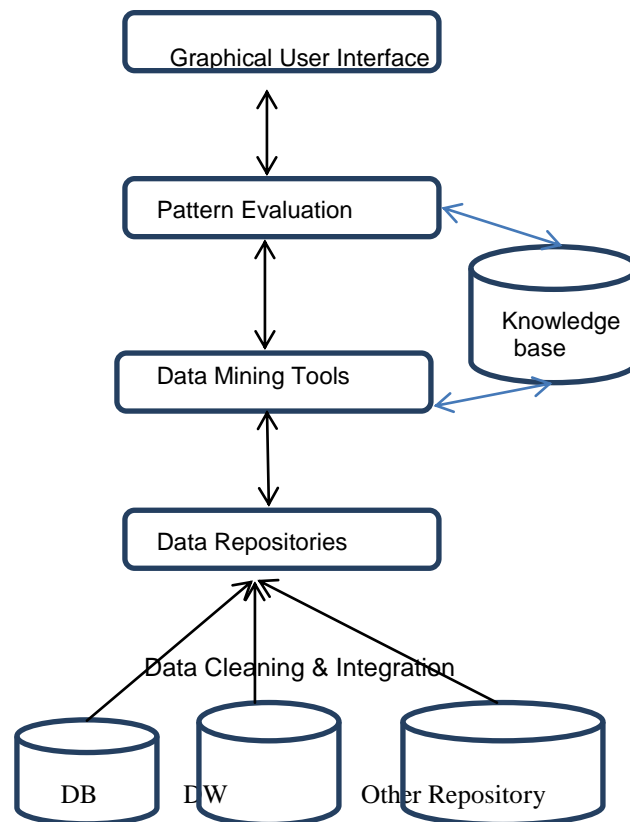 Graphical User Interface
Pattern Evaluation
Knowledge
base
Data Mining Tools
Data Repositories
Data Cleaning & Integration
DB DW Other Repository